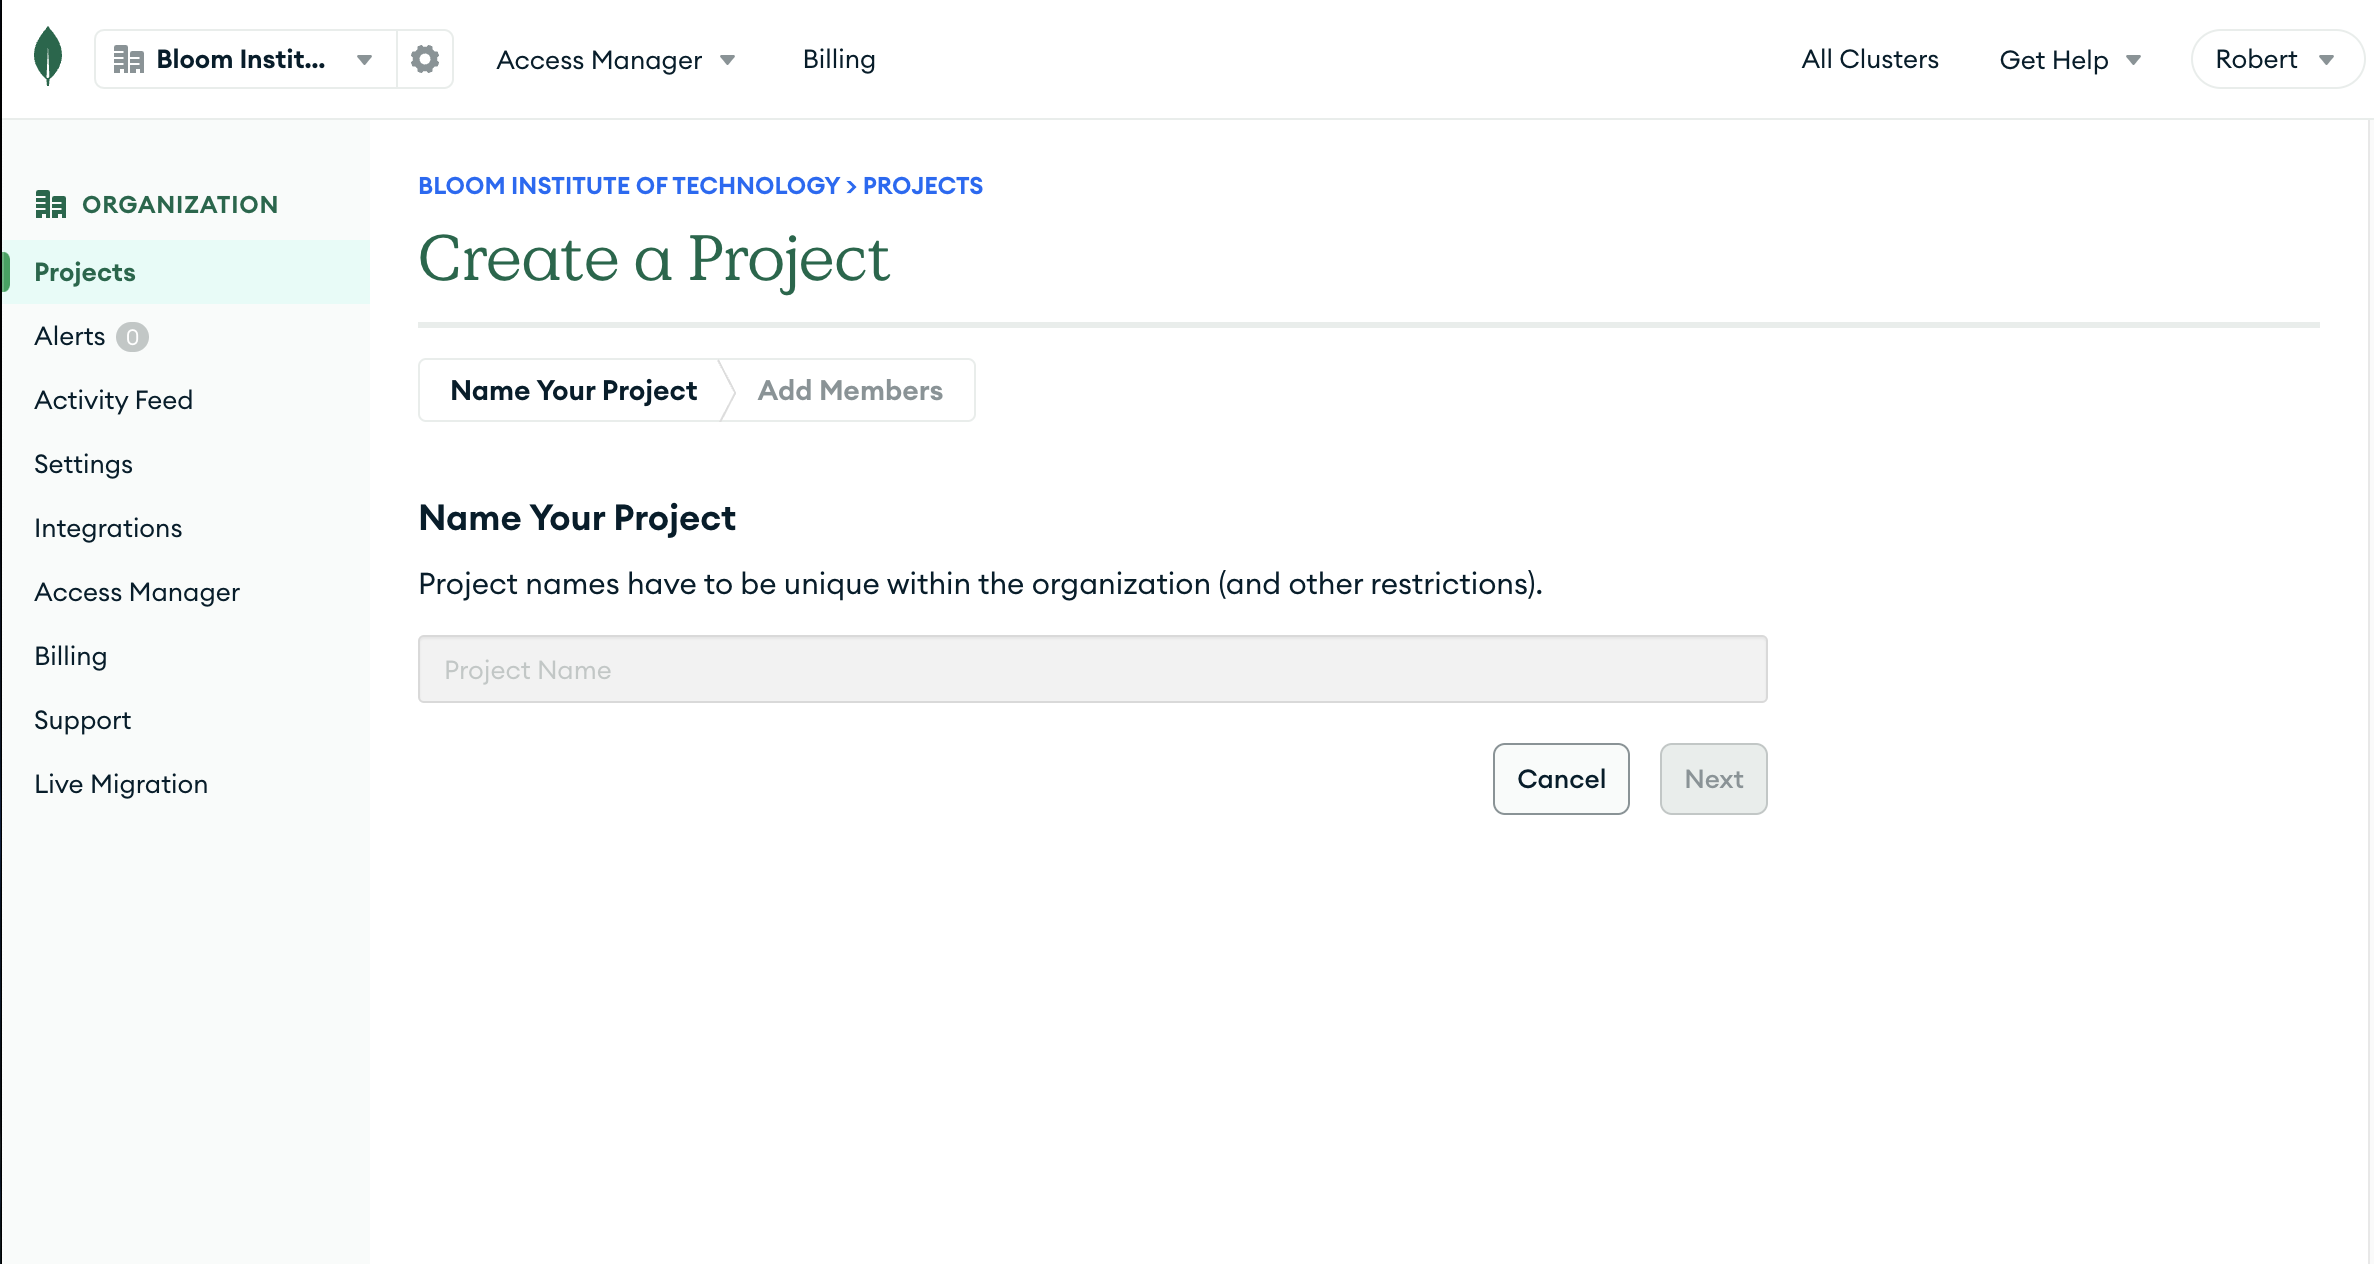 Bloom Instit...
Access Manager
Billing
All Clusters
Get Help
Robert
ORGANIZATION
Projects
Alerts 0
Activity Feed
Settings
Integrations
Access Manager
Billing
Support
Live Migration
BLOOM INSTITUTE OF TECHNOLOGY > PROJECTS
Create a Project
Name Your Project
Add Members
Name Your Project
Project names have to be unique within the organization (and other restrictions).
Project Name
Cancel
Next